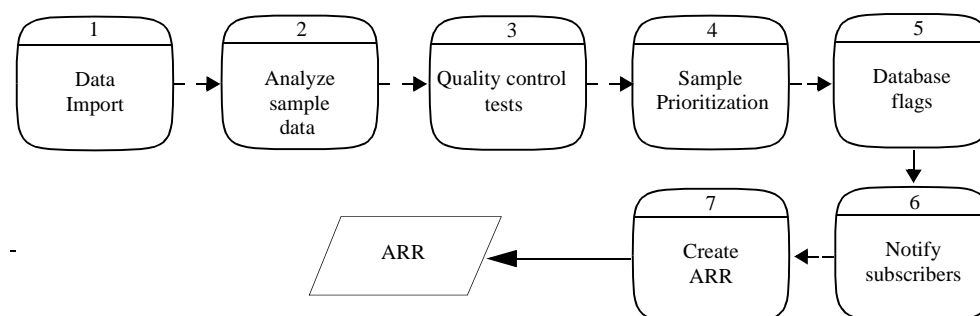 1
Data
Import
2
Analyze
sample
data
3
Quality control
tests
4
Sample
Prioritization
5
Database
flags
6
Notify
subscribers
7
Create
ARR
ARR
-